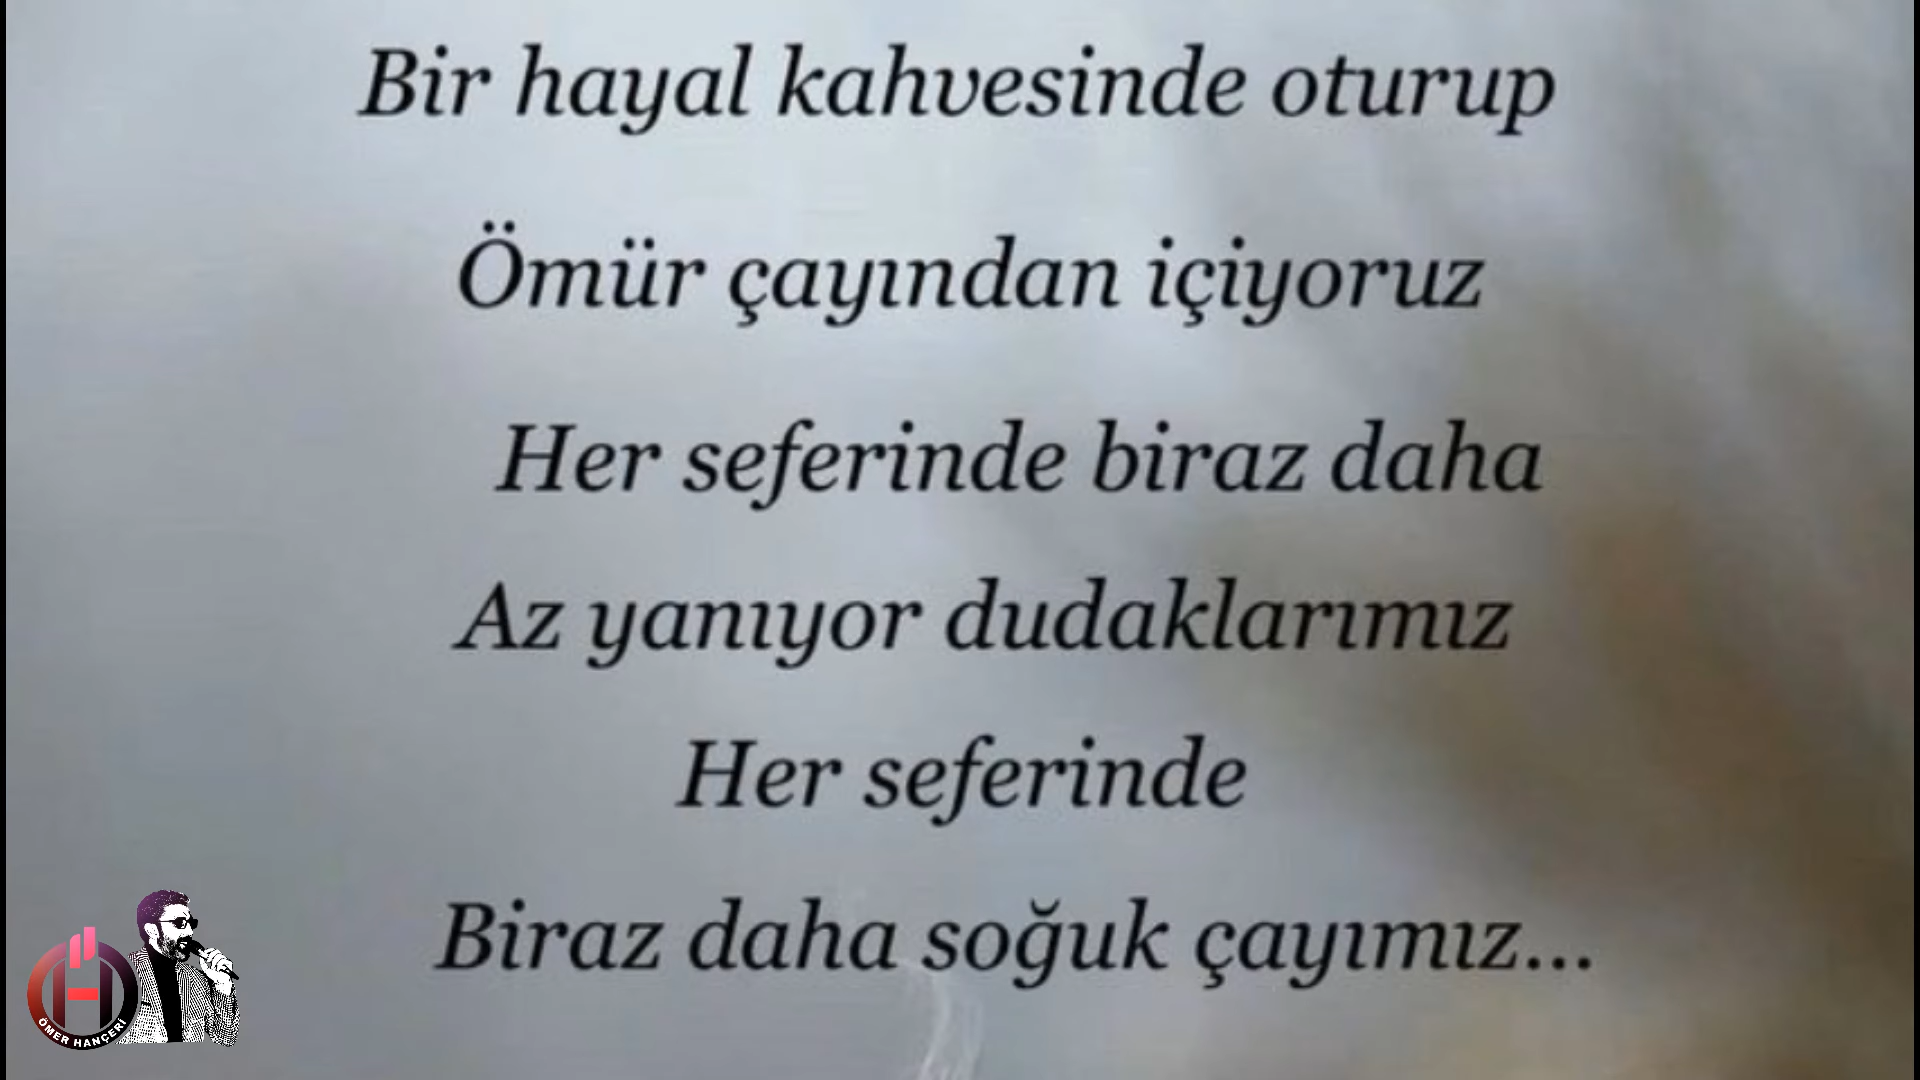 Bir hayal kahvesinde oturup
Ömür çayından içiyoruz
Her seferinde biraz daha
Az yanıyor dudaklarımız
Her seferinde
Biraz daha soğuk çayımız...
ÖMER HANÇERİ